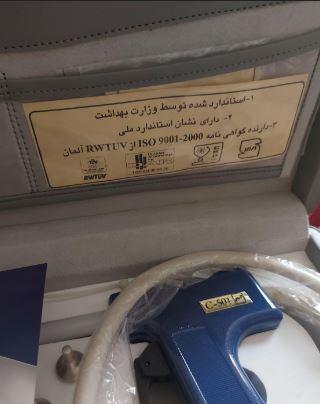 ۱- استاندارد شده توسط وزارت بهداشت
۲- دارای نشان استاندارد ملی
۳- دارنده گواهی نامه ISO 9001-2000 از RWTUV آلمان
RWTÜV
C-501